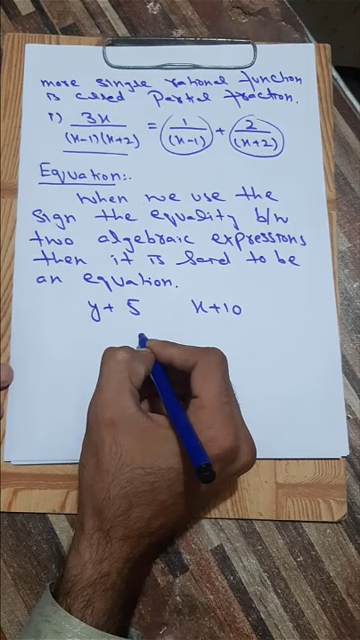 more single rational function
is called Partial fraction.
i) 3x/((x-1)(x+2)) = 1/(x-1) + 2/(x+2)
Equation:-
When we use the
sign the equality b/w
two algebraic expressions
then it is said to be
an equation.
y+5 x+10